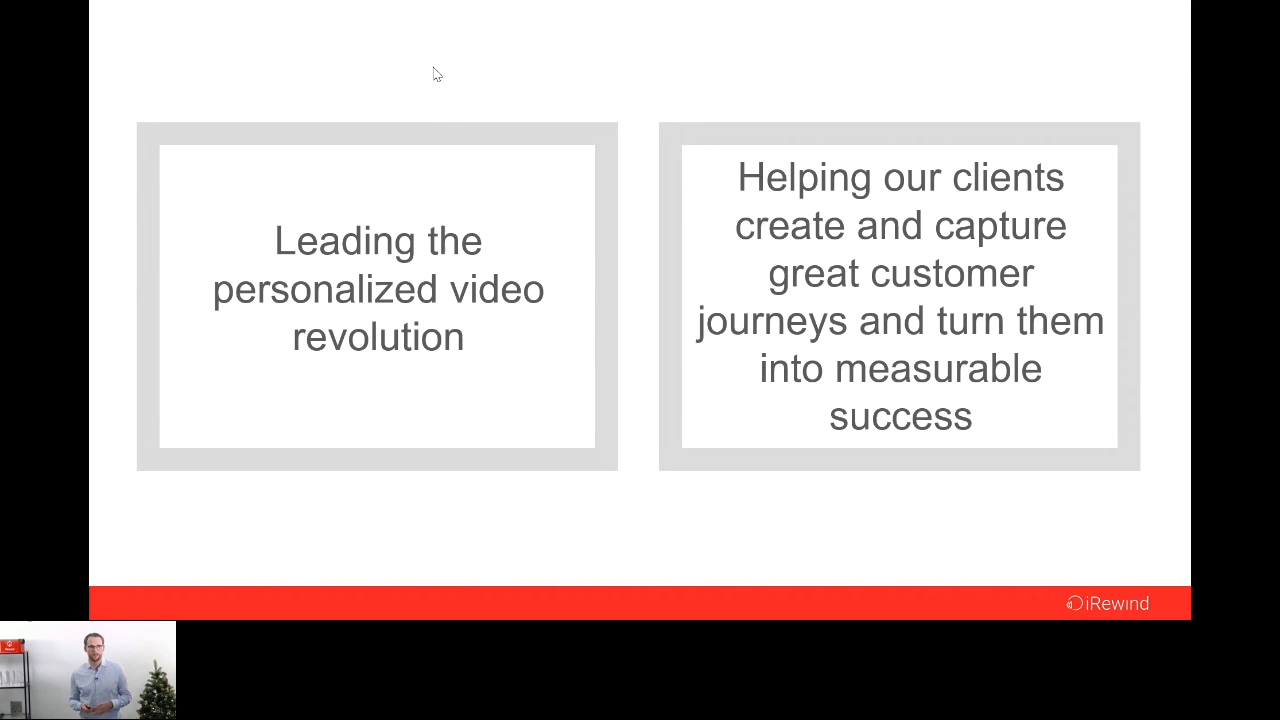 Leading the
personalized video
revolution
Helping our clients
create and capture
great customer
journeys and turn them
into measurable
success
iRewind